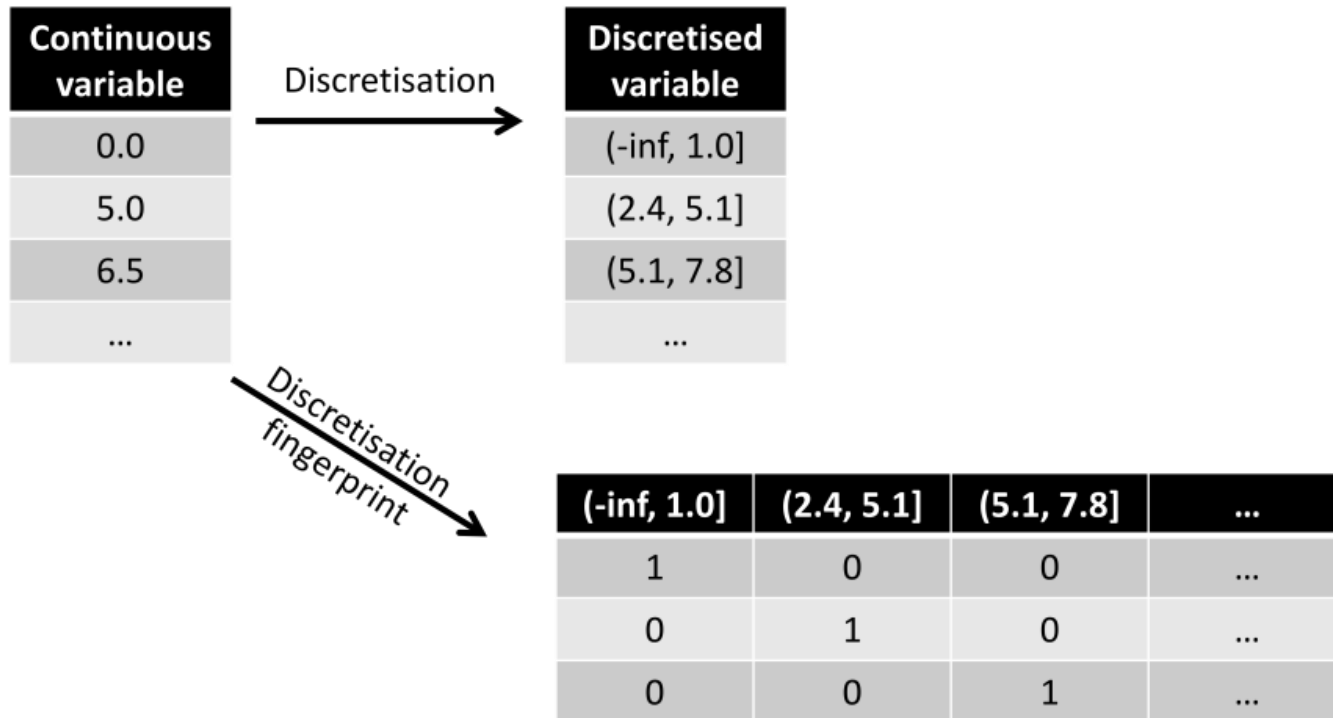 Continuous
variable
0.0
5.0
6.5
...
Discretisation
Discretised
variable
(-inf, 1.0]
(2.4, 5.1]
(5.1, 7.8]
...
Discretisation
fingerprint
(-inf, 1.0] (2.4, 5.1] (5.1, 7.8] ...
1 0 0 ...
0 1 0 ...
0 0 1 ...